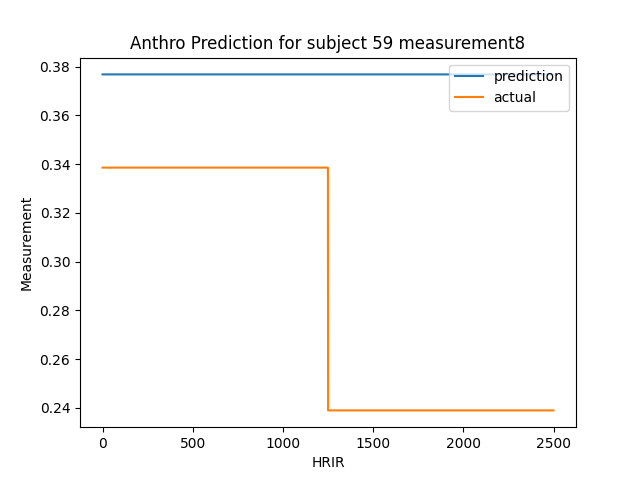 Anthro Prediction for subject 59 measurement8
prediction
actual
0.38
0.36
0.34
0.32
0.30
0.28
0.26
0.24
Measurement
0
500
1000
1500
2000
2500
HRIR